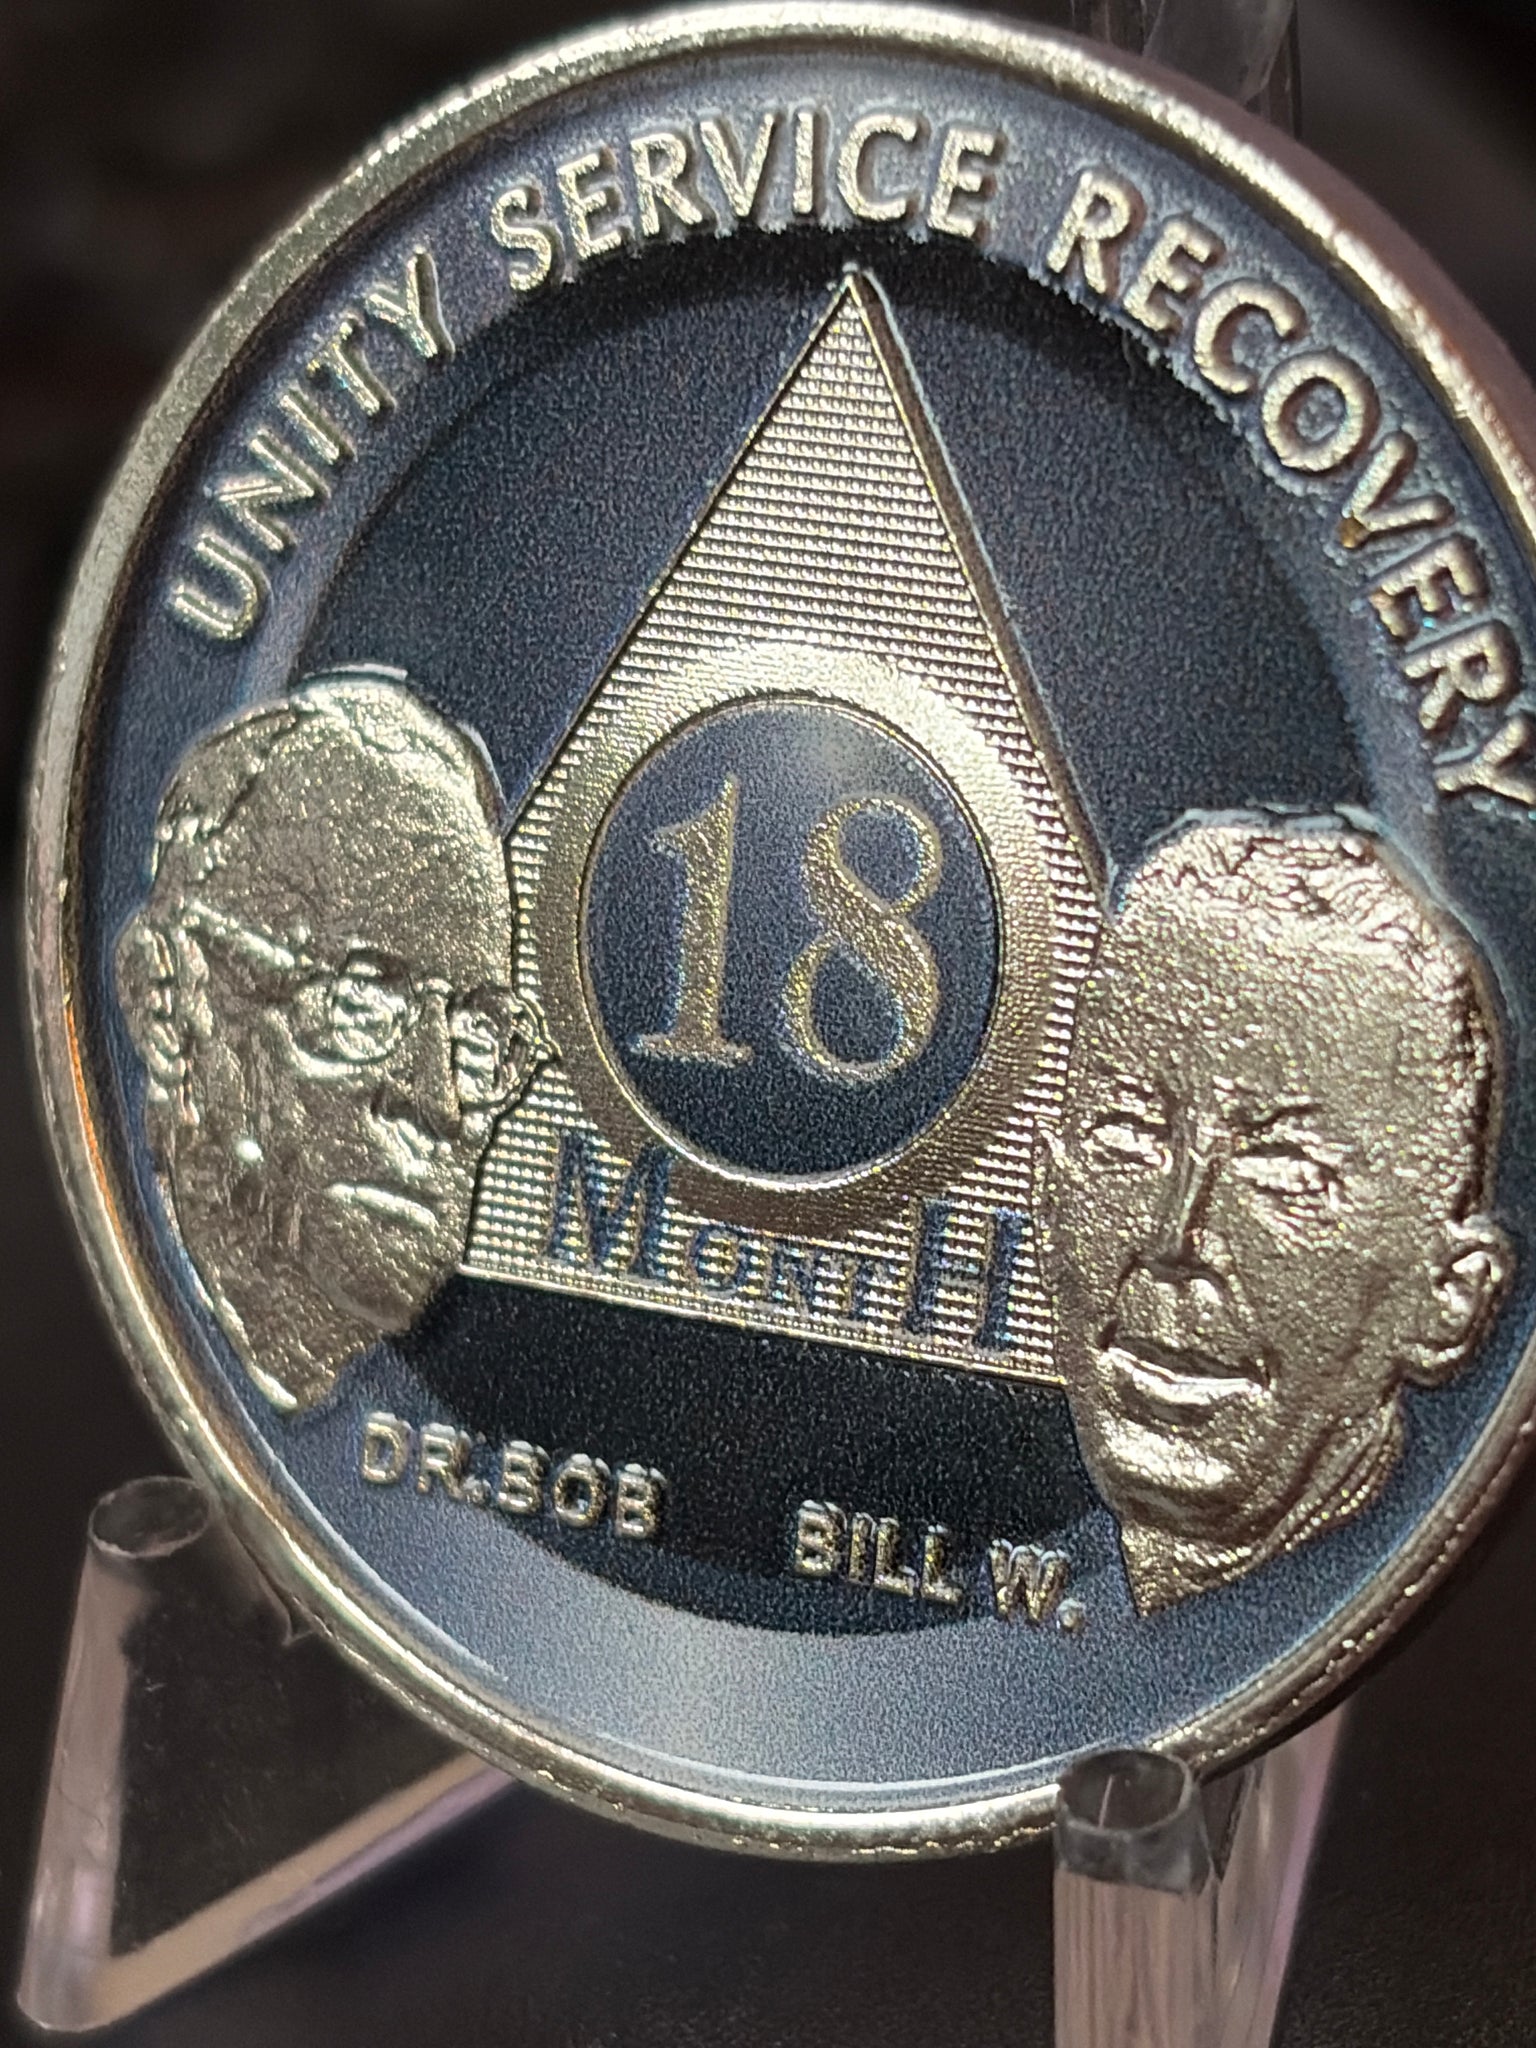 UNITY SERVICE RECOVERY
18
MONTH
DR. BOB BILL W.